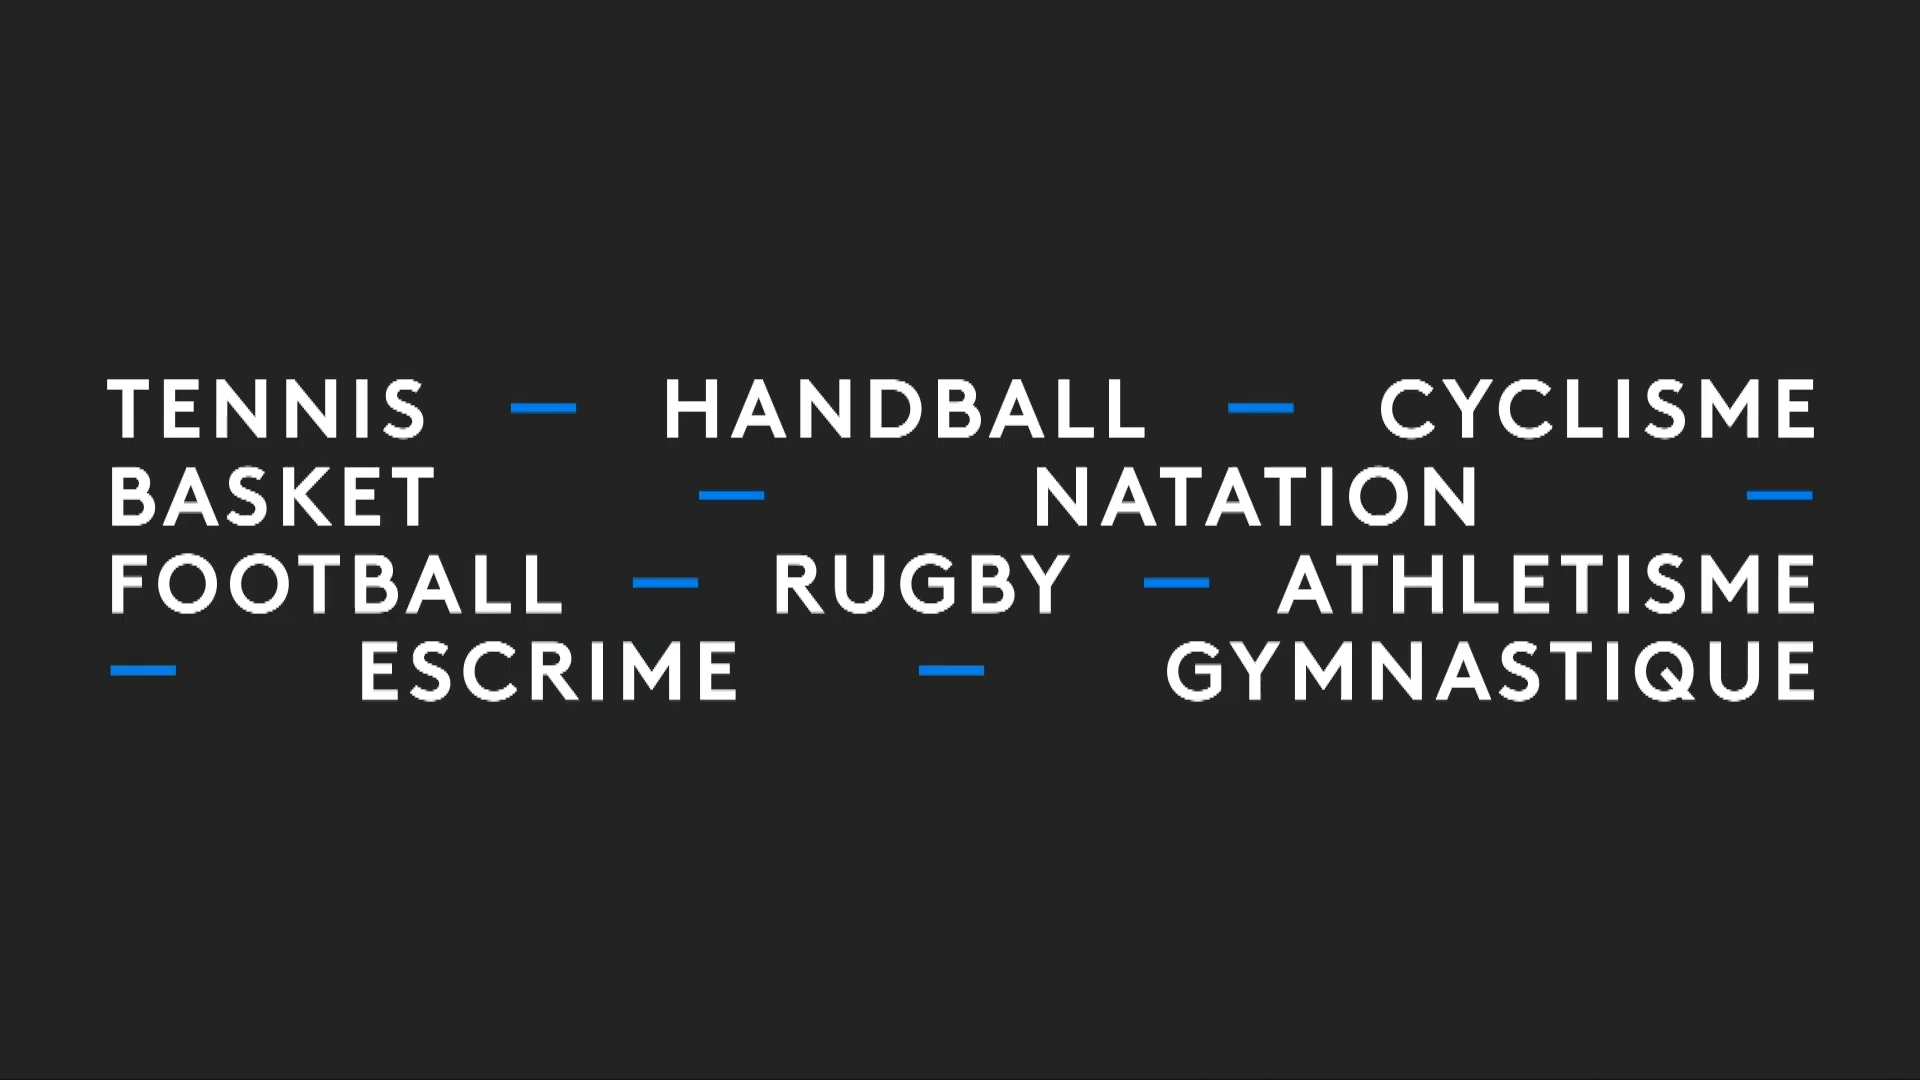 TENNIS — HANDBALL — CYCLISME
BASKET — NATATION —
FOOTBALL — RUGBY — ATHLETISME
— ESCRIME — GYMNASTIQUE